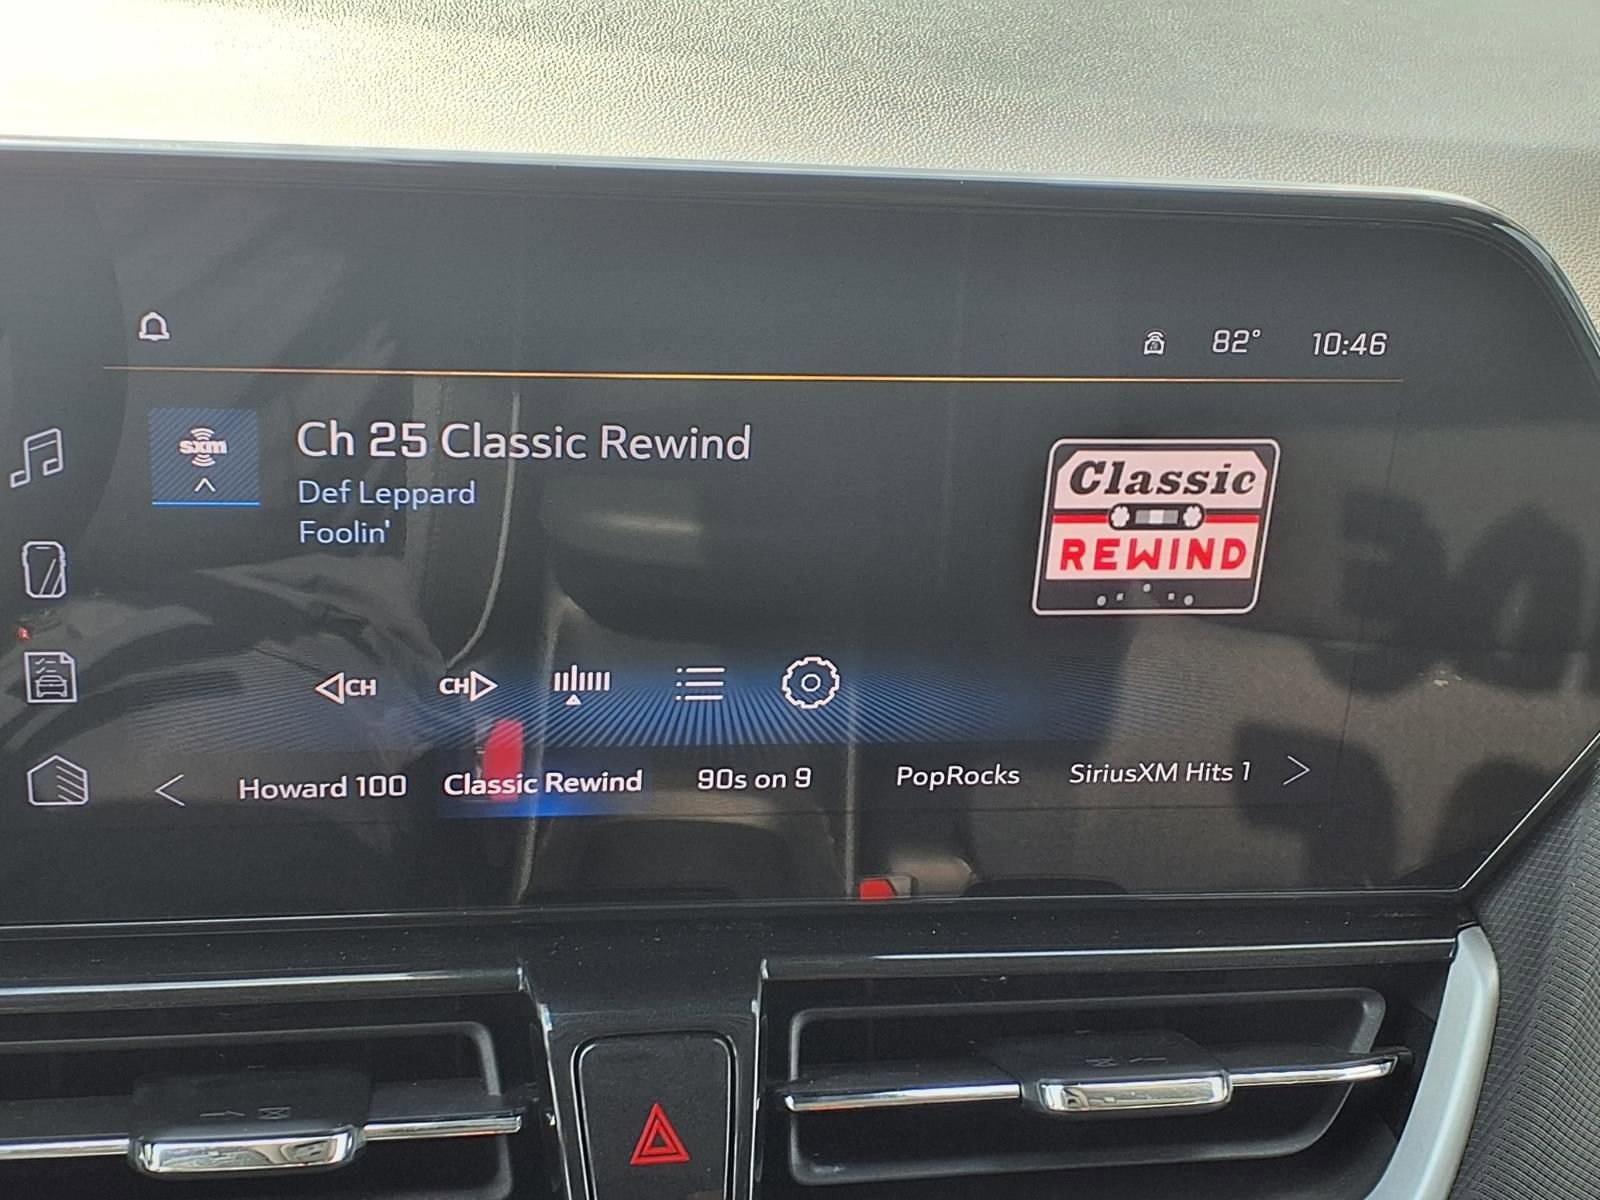 82° 10:46
sxm
Ch 25 Classic Rewind
Def Leppard
Foolin'
Classic
REWIND
CH CH
Howard 100 Classic Rewind 90s on 9 PopRocks SiriusXM Hits 1